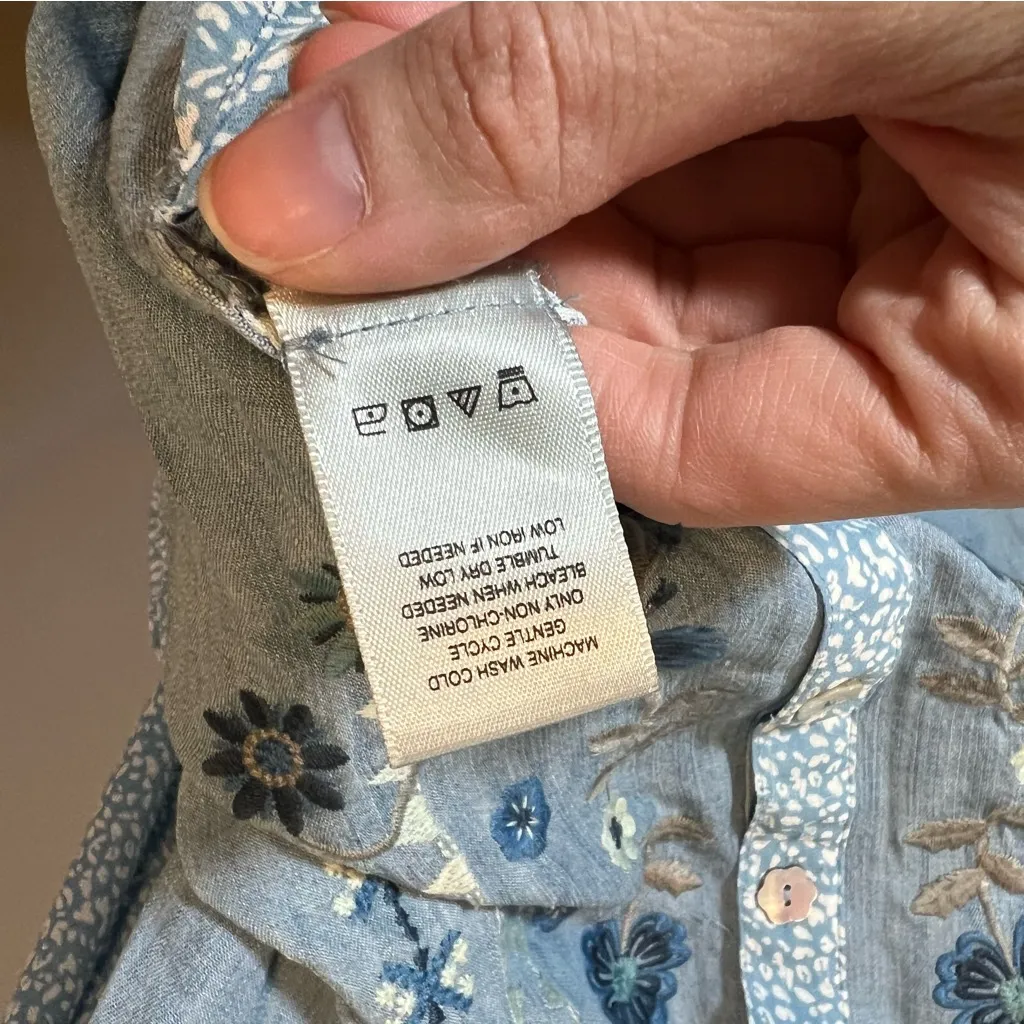 MACHINE WASH COLD
GENTLE CYCLE
ONLY NON-CHLORINE
BLEACH WHEN NEEDED
TUMBLE DRY LOW
LOW IRON IF NEEDED